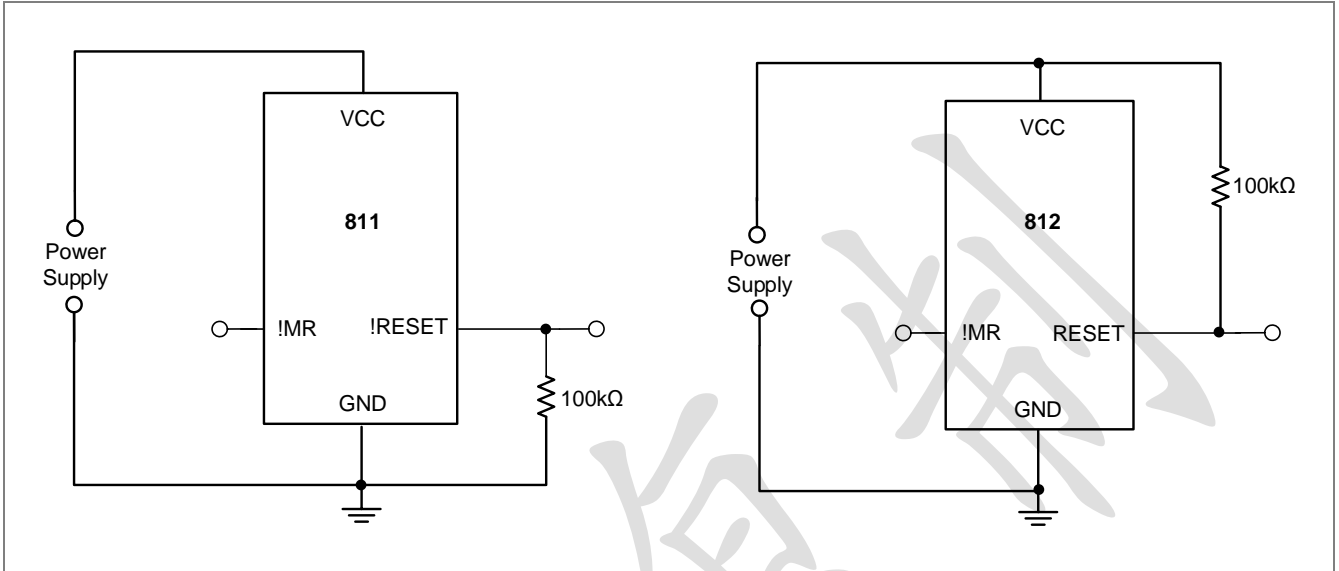 VCC
811
Power
Supply
!MR
!RESET
100kΩ
GND
VCC
100kΩ
812
Power
Supply
!MR
RESET
GND